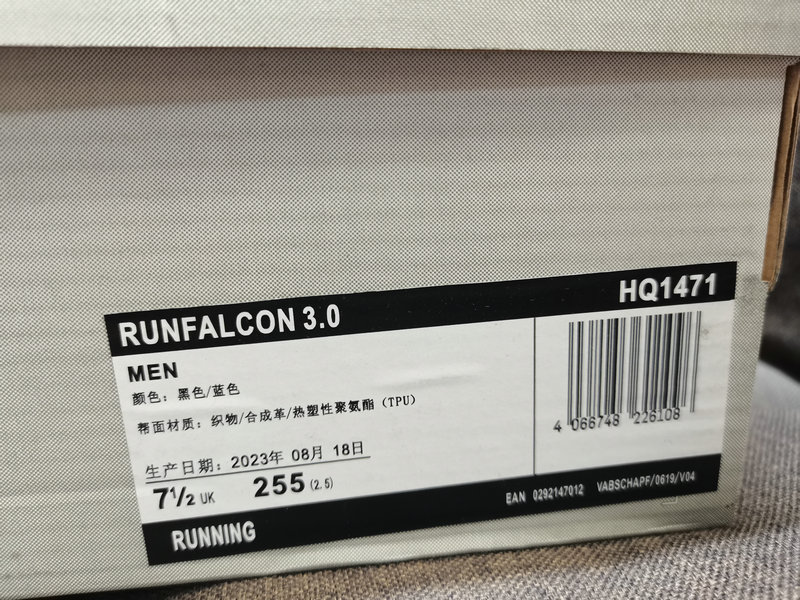 RUNFALCON 3.0 HQ1471
MEN
颜色：黑色/蓝色
帮面材质：织物/合成革/热塑性聚氨酯（TPU）
生产日期：2023年 08月 18日
7½ UK 255 (2.5)
4 066748 226108
EAN 0292147012 VABSCHAPF/0619/V04
RUNNING